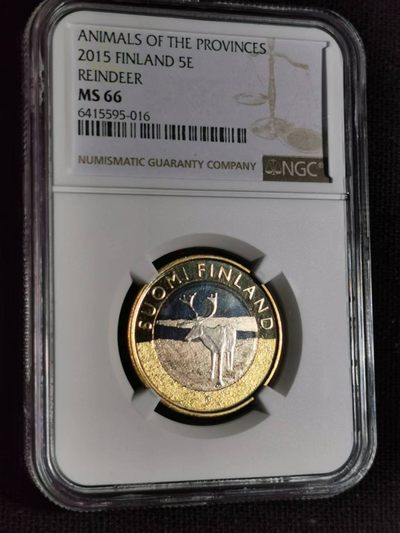 ANIMALS OF THE PROVINCES
2015 FINLAND 5E
REINDEER
MS 66
6415595-016
NUMISMATIC GUARANTY COMPANY
NGC
SUOMI FINLAND